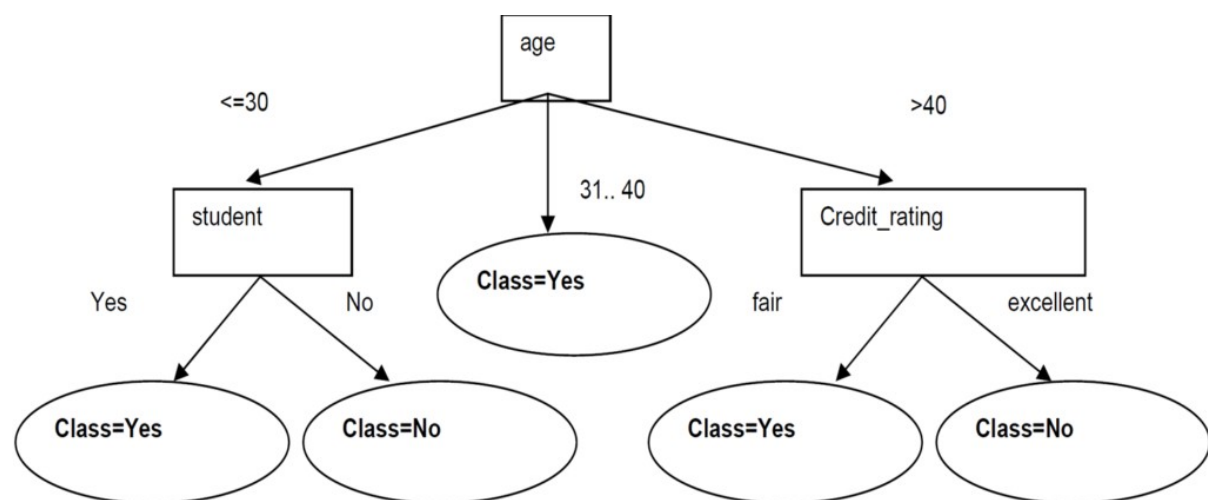 age
<=30
>40
31.. 40
student
Credit_rating
Class=Yes
Yes
No
fair
excellent
Class=Yes
Class=No
Class=Yes
Class=No